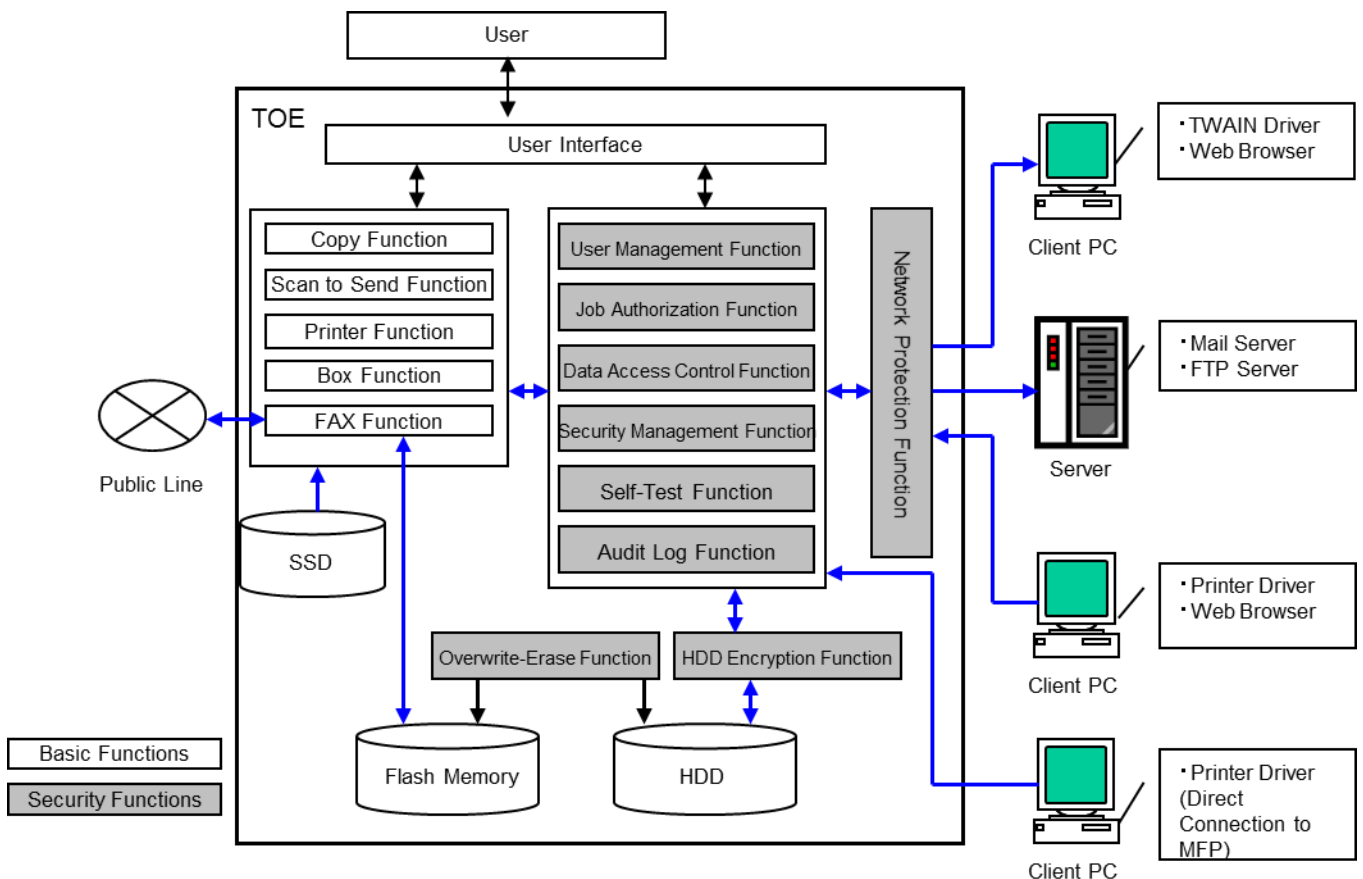 User
TOE
User Interface
Copy Function
Scan to Send Function
Printer Function
Box Function
FAX Function
User Management Function
Job Authorization Function
Data Access Control Function
Security Management Function
Self-Test Function
Audit Log Function
Network Protection Function
Public Line
SSD
Overwrite-Erase Function
HDD Encryption Function
Flash Memory
HDD
Basic Functions
Security Functions
・TWAIN Driver
・Web Browser
Client PC
・Mail Server
・FTP Server
Server
・Printer Driver
・Web Browser
Client PC
・Printer Driver
(Direct
Connection to
MFP)
Client PC